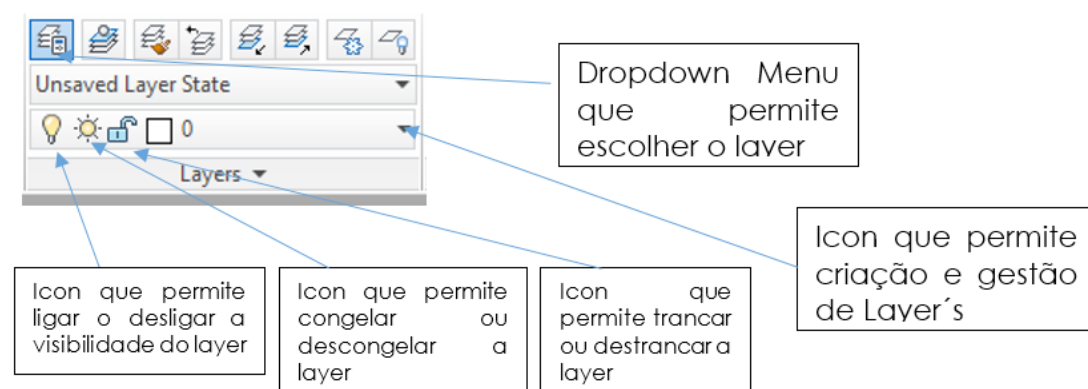 Unsaved Layer State
0
Layers
Dropdown Menu
que permite
escolher o layer
Icon que permite
criação e gestão
de Layer´s
Icon que permite
ligar o desligar a
visibilidade do layer
Icon que permite
congelar ou
descongelar a
layer
Icon que
permite trancar
ou destrancar a
layer